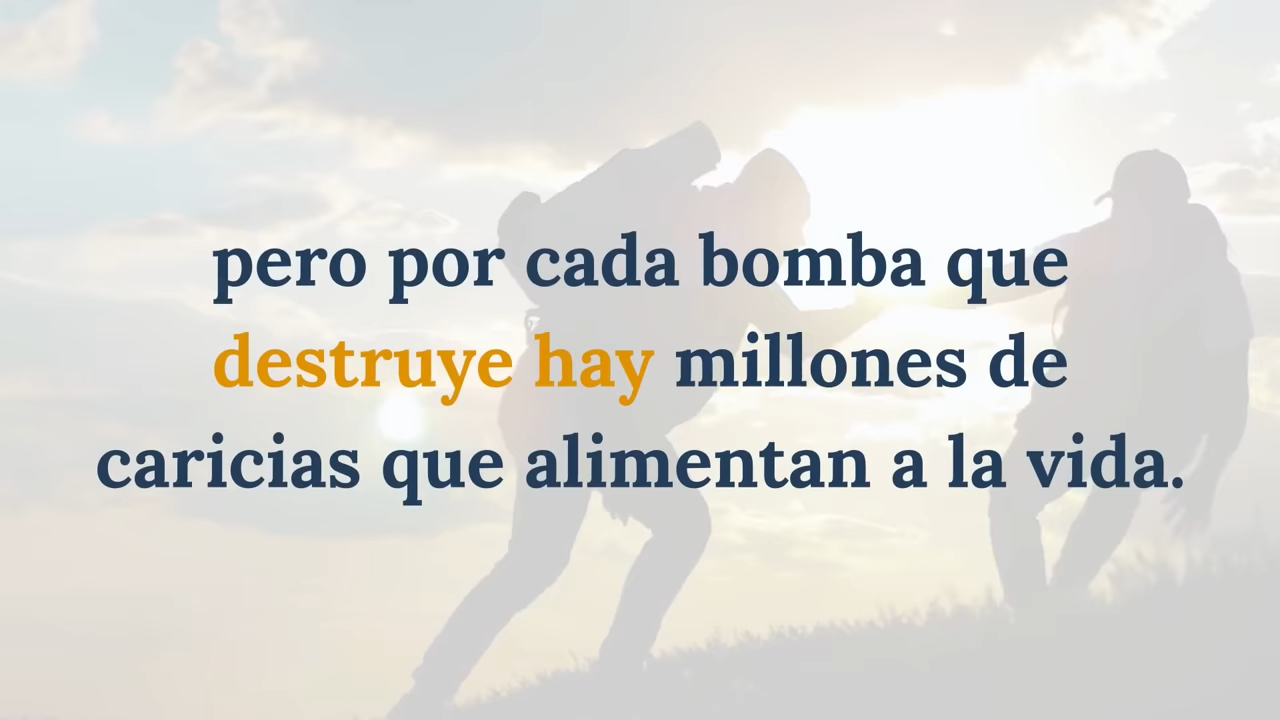 pero por cada bomba que
destruye hay millones de
caricias que alimentan a la vida.